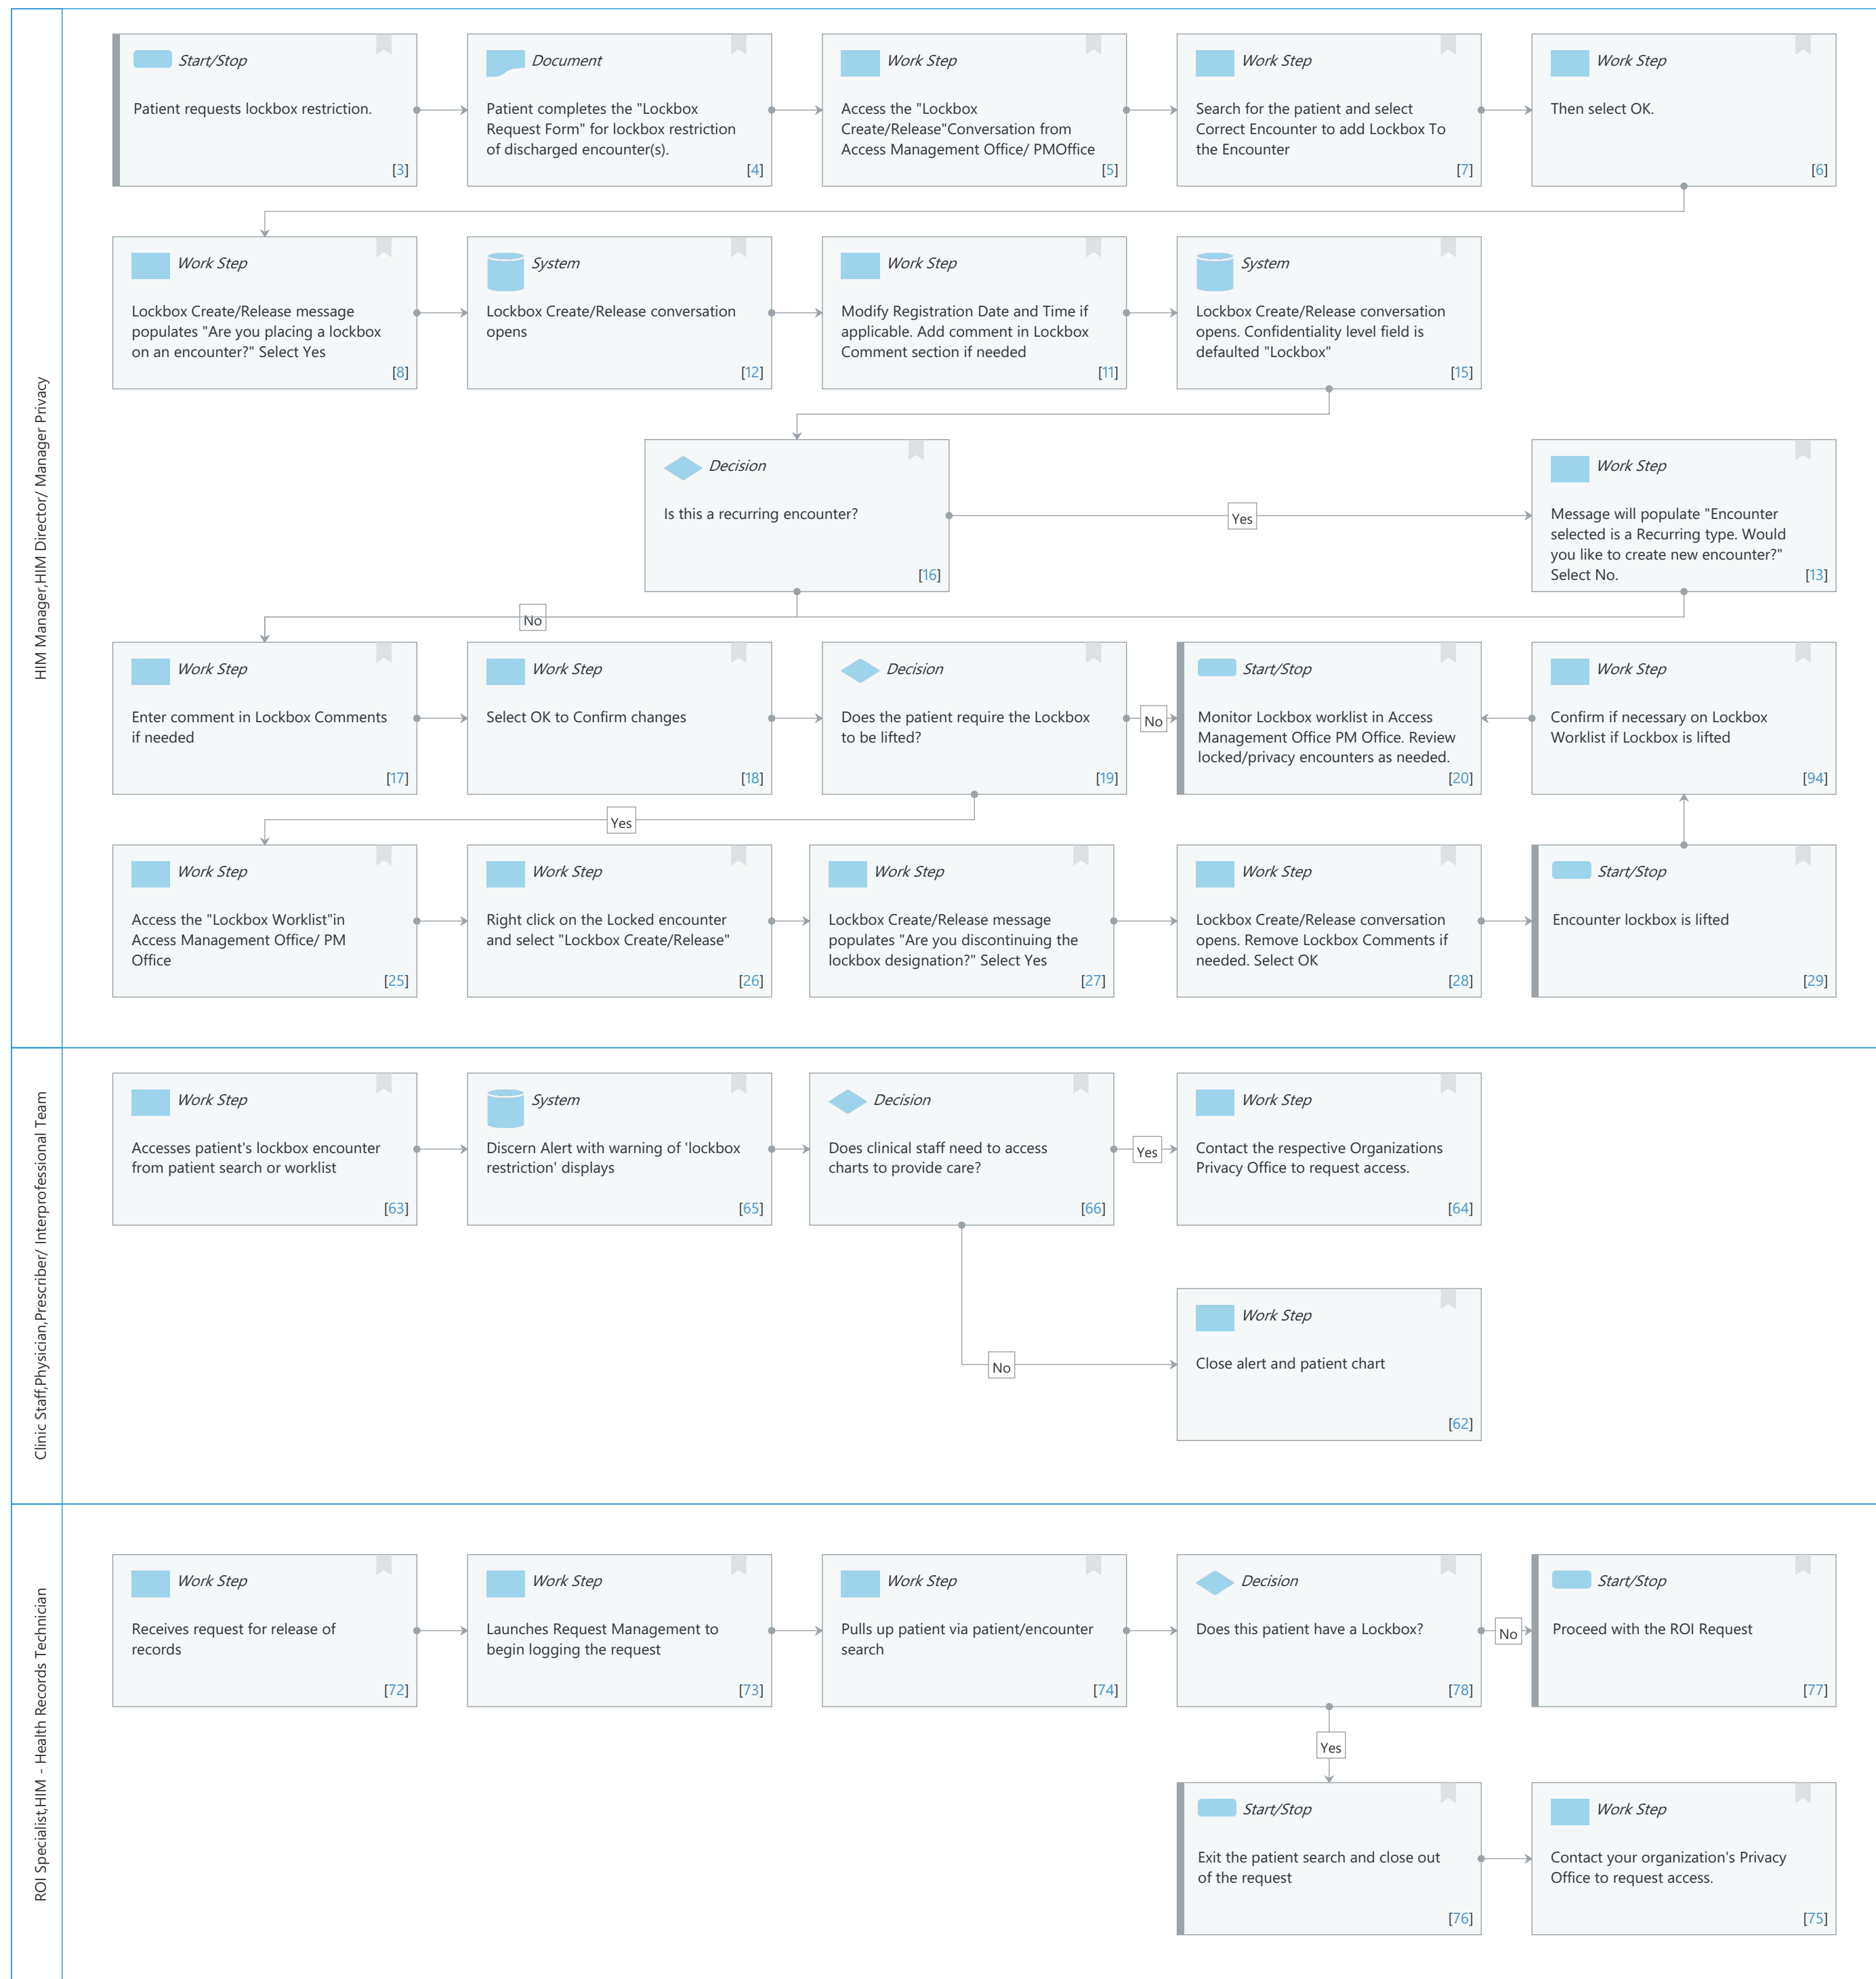 HIM Manager,HIM Director/ Manager Privacy
Start/Stop
Patient requests lockbox restriction.
[3]
Document
Patient completes the "Lockbox
Request Form" for lockbox restriction
of discharged encounter(s).
[4]
Work Step
Access the "Lockbox
Create/Release"Conversation from
Access Management Office/ PMOffice
[5]
Work Step
Search for the patient and select
Correct Encounter to add Lockbox To
the Encounter
[7]
Work Step
Then select OK.
[6]
Work Step
Lockbox Create/Release message
populates "Are you placing a lockbox
on an encounter?" Select Yes
[8]
System
Lockbox Create/Release conversation
opens
[12]
Work Step
Modify Registration Date and Time if
applicable. Add comment in Lockbox
Comment section if needed
[11]
System
Lockbox Create/Release conversation
opens. Confidentiality level field is
defaulted "Lockbox"
[15]
Decision
Is this a recurring encounter?
[16]
Yes
Work Step
Message will populate "Encounter
selected is a Recurring type. Would
you like to create new encounter?"
Select No.
[13]
No
Work Step
Enter comment in Lockbox Comments
if needed
[17]
Work Step
Select OK to Confirm changes
[18]
Decision
Does the patient require the Lockbox
to be lifted?
[19]
No
Start/Stop
Monitor Lockbox worklist in Access
Management Office PM Office. Review
locked/privacy encounters as needed.
[20]
Work Step
Confirm if necessary on Lockbox
Worklist if Lockbox is lifted
[94]
Yes
Work Step
Access the "Lockbox Worklist"in
Access Management Office/ PM
Office
[25]
Work Step
Right click on the Locked encounter
and select "Lockbox Create/Release"
[26]
Work Step
Lockbox Create/Release message
populates "Are you discontinuing the
lockbox designation?" Select Yes
[27]
Work Step
Lockbox Create/Release conversation
opens. Remove Lockbox Comments if
needed. Select OK
[28]
Start/Stop
Encounter lockbox is lifted
[29]
Clinic Staff,Physician,Prescriber/ Interprofessional Team
Work Step
Accesses patient's lockbox encounter
from patient search or worklist
[63]
System
Discern Alert with warning of 'lockbox
restriction' displays
[65]
Decision
Does clinical staff need to access
charts to provide care?
[66]
Yes
Work Step
Contact the respective Organizations
Privacy Office to request access.
[64]
No
Work Step
Close alert and patient chart
[62]
ROI Specialist,HIM - Health Records Technician
Work Step
Receives request for release of
records
[72]
Work Step
Launches Request Management to
begin logging the request
[73]
Work Step
Pulls up patient via patient/encounter
search
[74]
Decision
Does this patient have a Lockbox?
[78]
No
Start/Stop
Proceed with the ROI Request
[77]
Yes
Start/Stop
Exit the patient search and close out
of the request
[76]
Work Step
Contact your organization's Privacy
Office to request access.
[75]